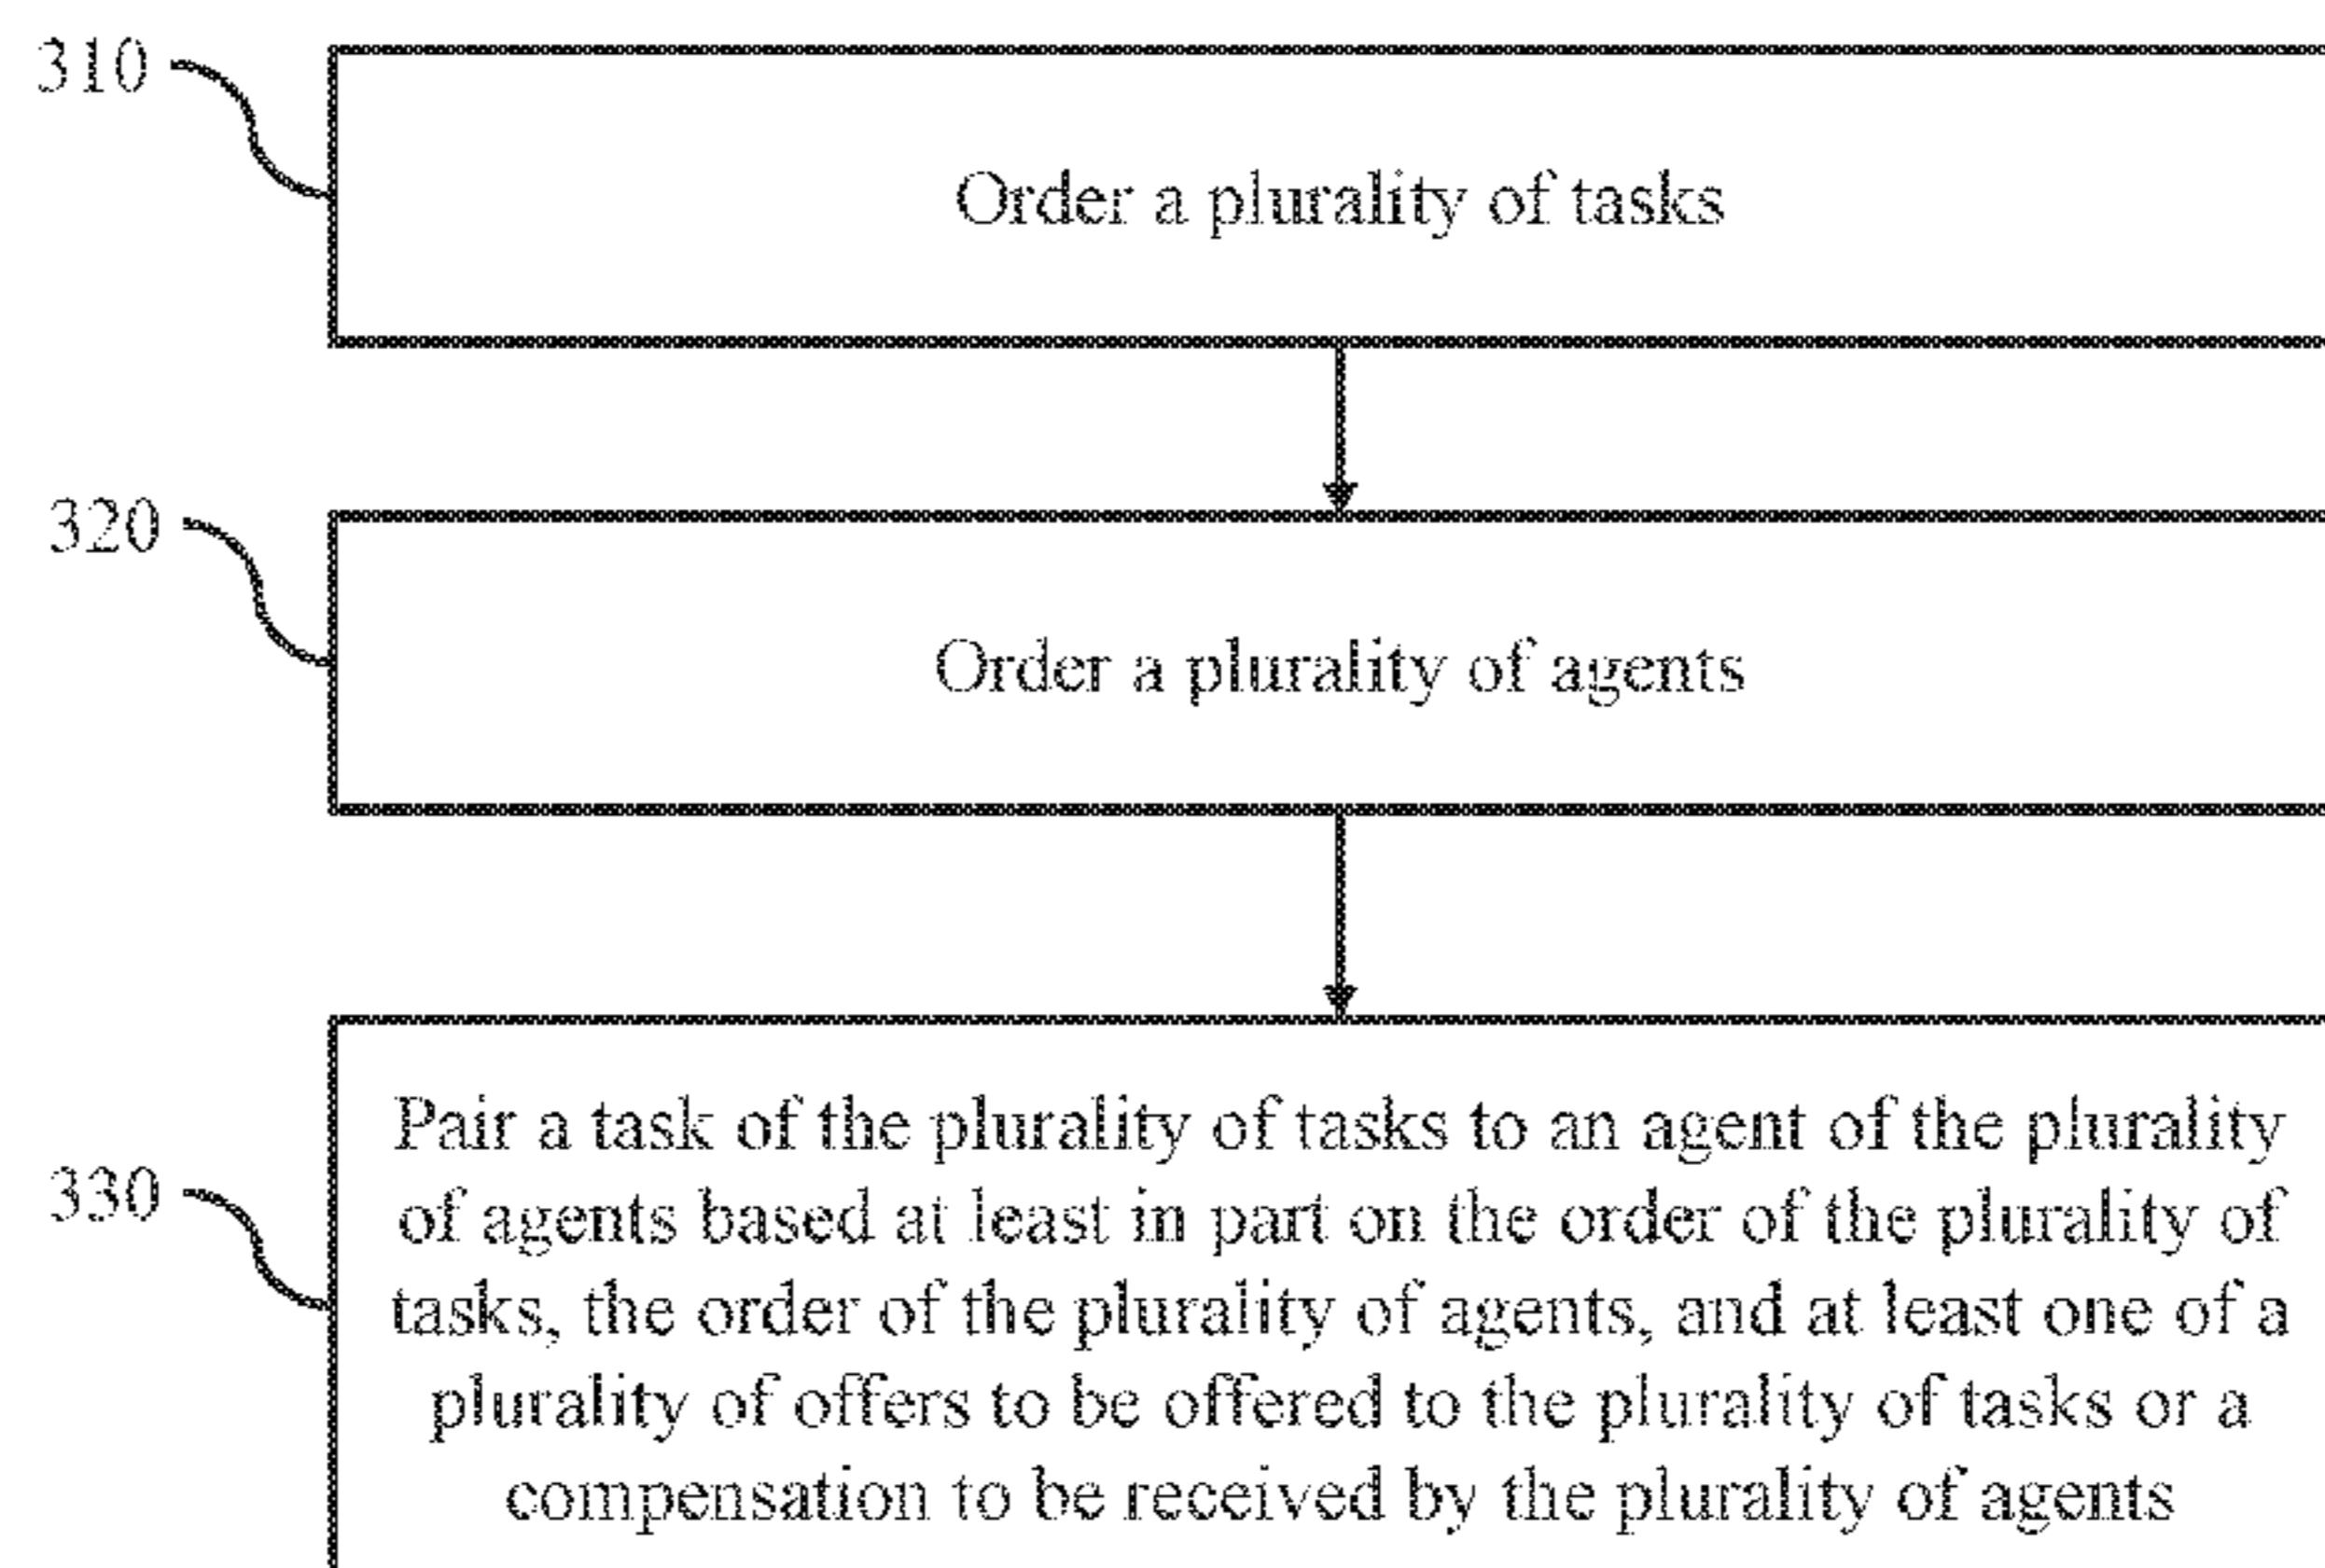 310
Order a plurality of tasks
320
Order a plurality of agents
330
Pair a task of the plurality of tasks to an agent of the plurality
of agents based at least in part on the order of the plurality of
tasks, the order of the plurality of agents, and at least one of a
plurality of offers to be offered to the plurality of tasks or a
compensation to be received by the plurality of agents